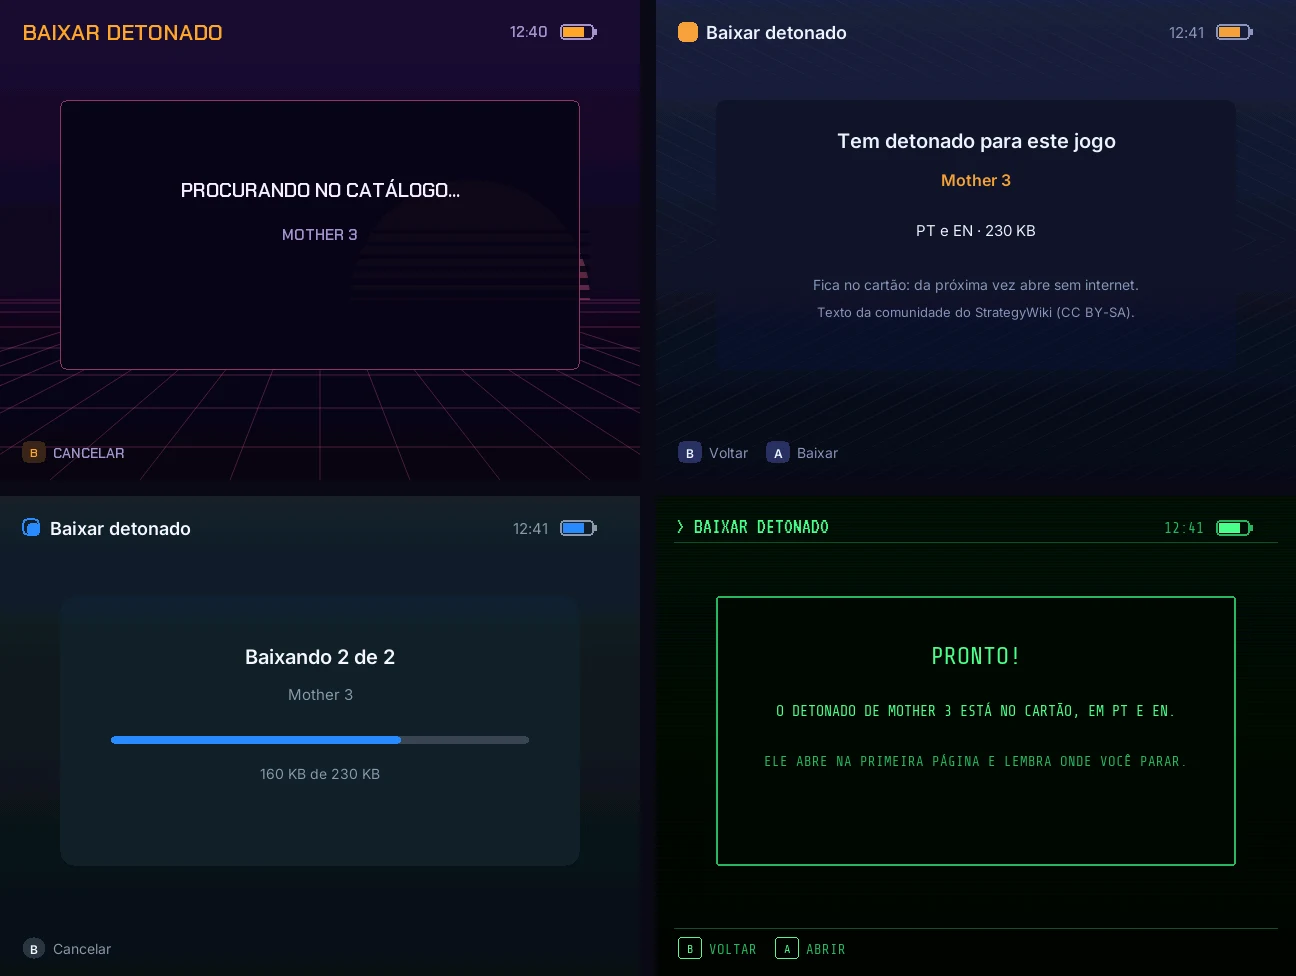 BAIXAR DETONADO
12:40
PROCURANDO NO CATÁLOGO...
MOTHER 3
B CANCELAR
Baixar detonado
12:41
Tem detonado para este jogo
Mother 3
PT e EN · 230 KB
Fica no cartão: da próxima vez abre sem internet.
Texto da comunidade do StrategyWiki (CC BY-SA).
B Voltar A Baixar
Baixar detonado
12:41
Baixando 2 de 2
Mother 3
160 KB de 230 KB
B Cancelar
> BAIXAR DETONADO
12:41
PRONTO!
O DETONADO DE MOTHER 3 ESTÁ NO CARTÃO, EM PT E EN.
ELE ABRE NA PRIMEIRA PÁGINA E LEMBRA ONDE VOCÊ PARAR.
B VOLTAR A ABRIR